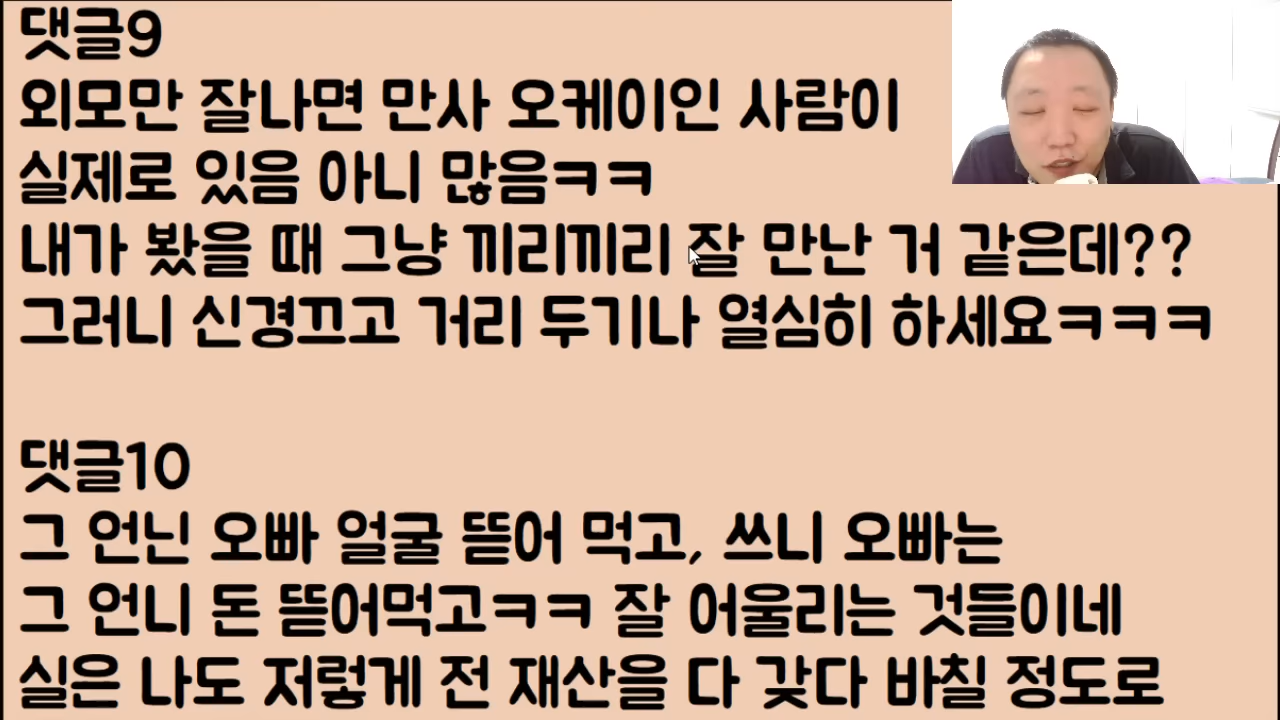 댓글9
외모만 잘나면 만사 오케이인 사람이
실제로 있음 아니 많음ㅋㅋ
내가 봤을 때 그냥 끼리끼리 잘 만난 거 같은데??
그러니 신경끄고 거리 두기나 열심히 하세요ㅋㅋㅋ
댓글10
그 언닌 오빠 얼굴 뜯어 먹고, 쓰니 오빠는
그 언니 돈 뜯어먹고ㅋㅋ 잘 어울리는 것들이네
실은 나도 저렇게 전 재산을 다 갖다 바칠 정도로